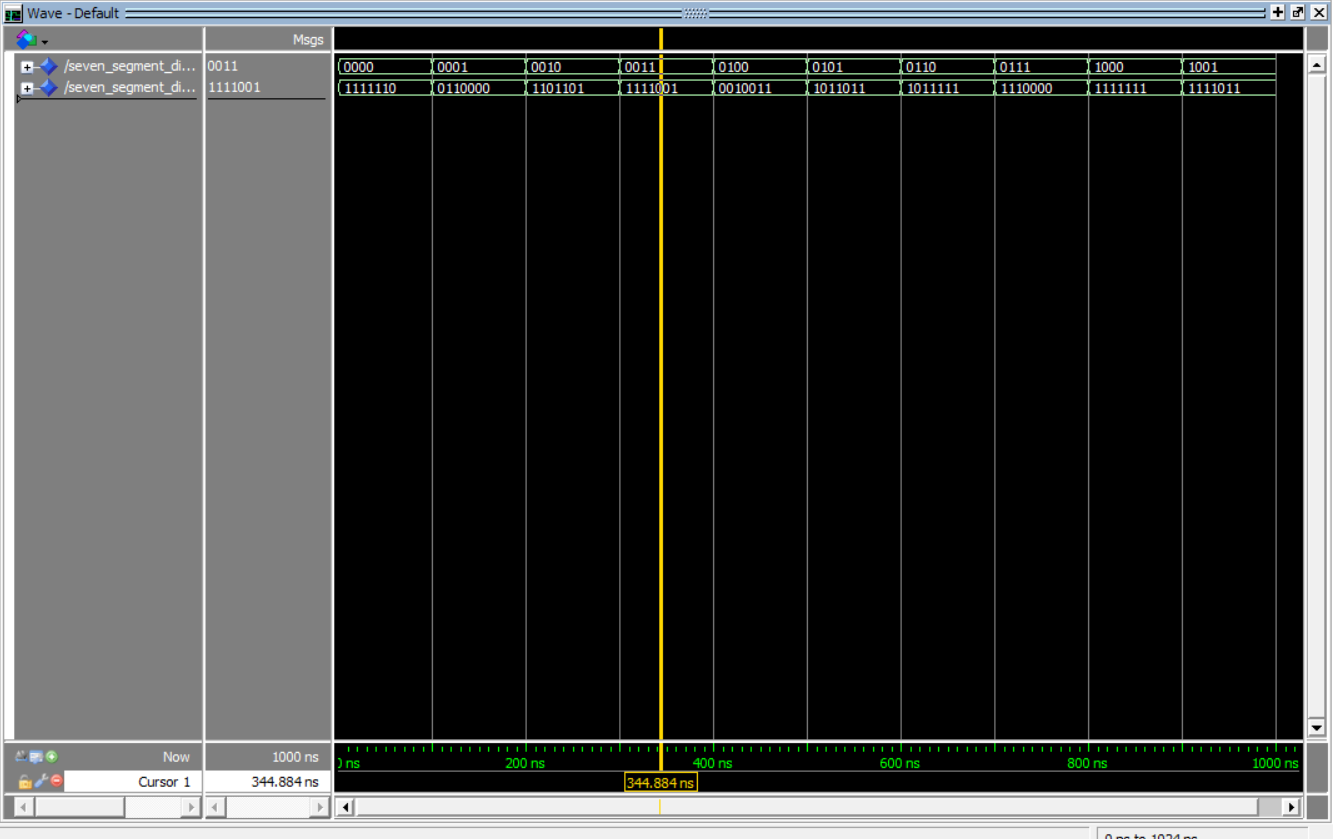 Wave - Default
Msgs
/seven_segment_di... 0011 0000 0001 0010 0011 0100 0101 0110 0111 1000 1001
/seven_segment_di... 1111001 1111110 0110000 1101101 1111001 0010011 1011011 1011111 1110000 1111111 1111011
Now 1000 ns ns 200 ns 400 ns 600 ns 800 ns 1000 ns
Cursor 1 344.884 ns 344.884 ns
0 ns to 1024 ns